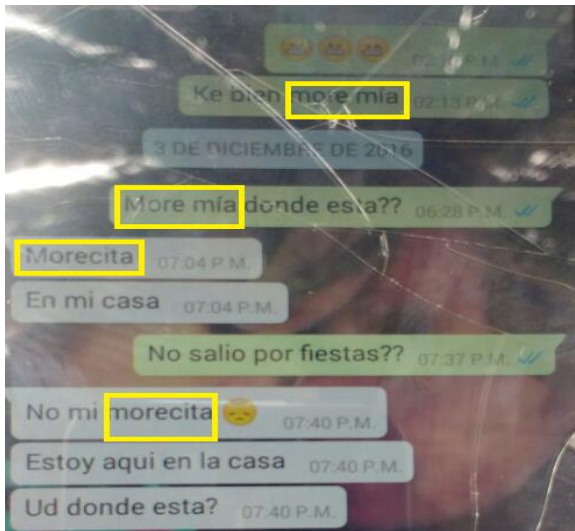 Ke bien more mía 02:13 P.M.
3 DE DICIEMBRE DE 2016
More mía donde esta?? 06:28 P.M.
Morecita 07:04 P.M.
En mi casa 07:04 P.M.
No salio por fiestas?? 07:37 P.M.
No mi morecita 07:40 P.M.
Estoy aqui en la casa 07:40 P.M.
Ud donde esta? 07:40 P.M.